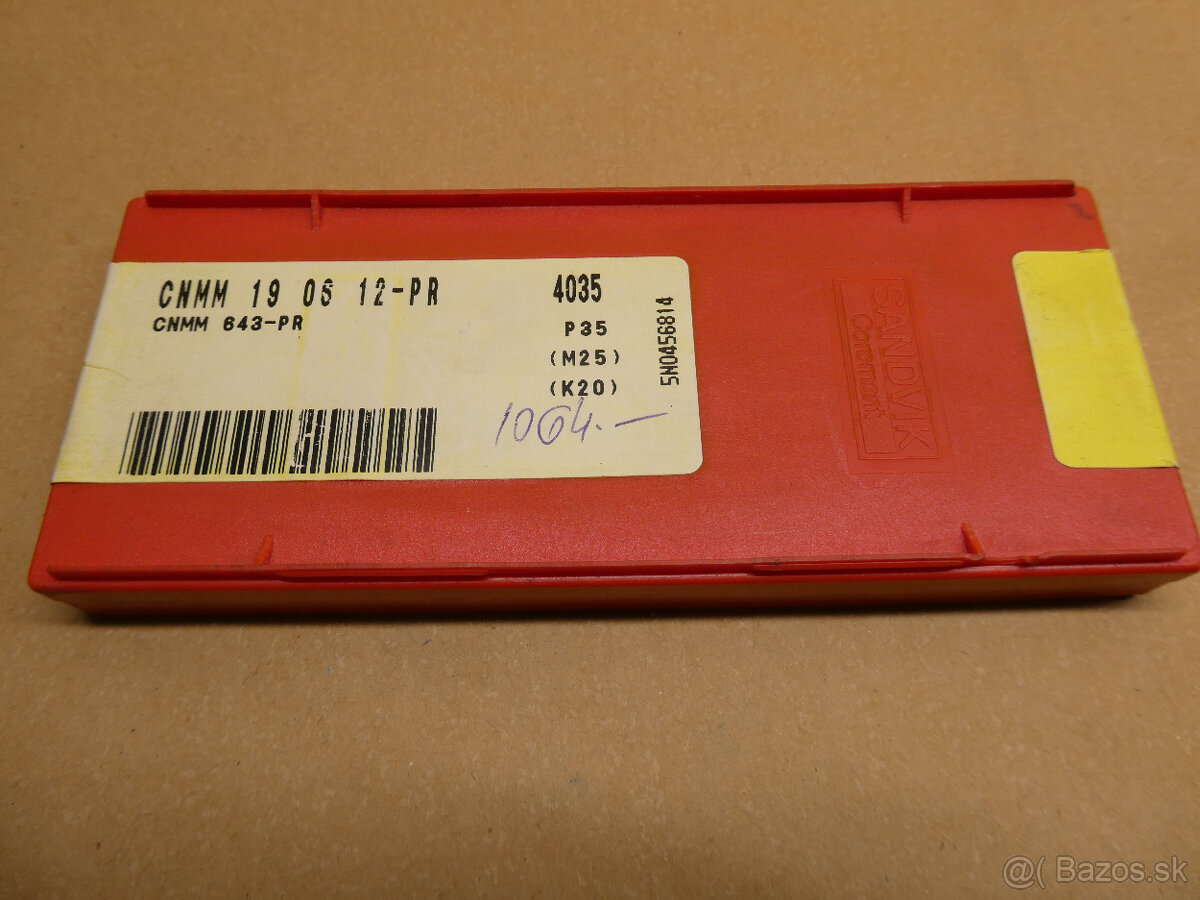 CNMM 19 06 12-PR 4035
CNMM 643-PR P35
(M25)
(K20)
1064.—
5N0456814
SANDVIK
Coromant
@( Bazos.sk